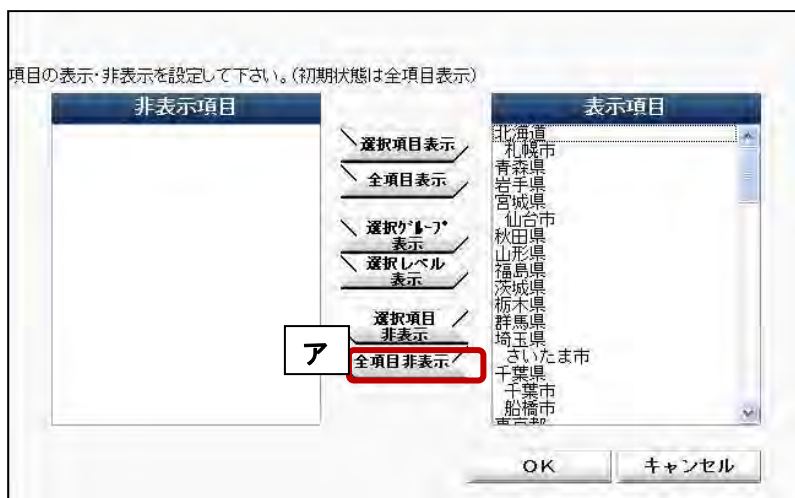 項目の表示・非表示を設定して下さい。(初期状態は全項目表示)
非表示項目
選択項目表示
全項目表示
選択グループ
表示
選択レベル
表示
選択項目
非表示
ア
全項目非表示
表示項目
北海道
札幌市
青森県
岩手県
宮城県
仙台市
秋田県
山形県
福島県
茨城県
栃木県
群馬県
埼玉県
さいたま市
千葉県
千葉市
船橋市
東京都
OK
キャンセル